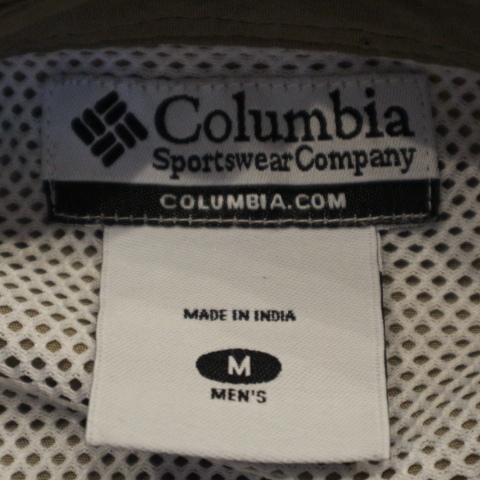 Columbia
Sportswear Company
COLUMBIA.COM
MADE IN INDIA
M
MEN'S